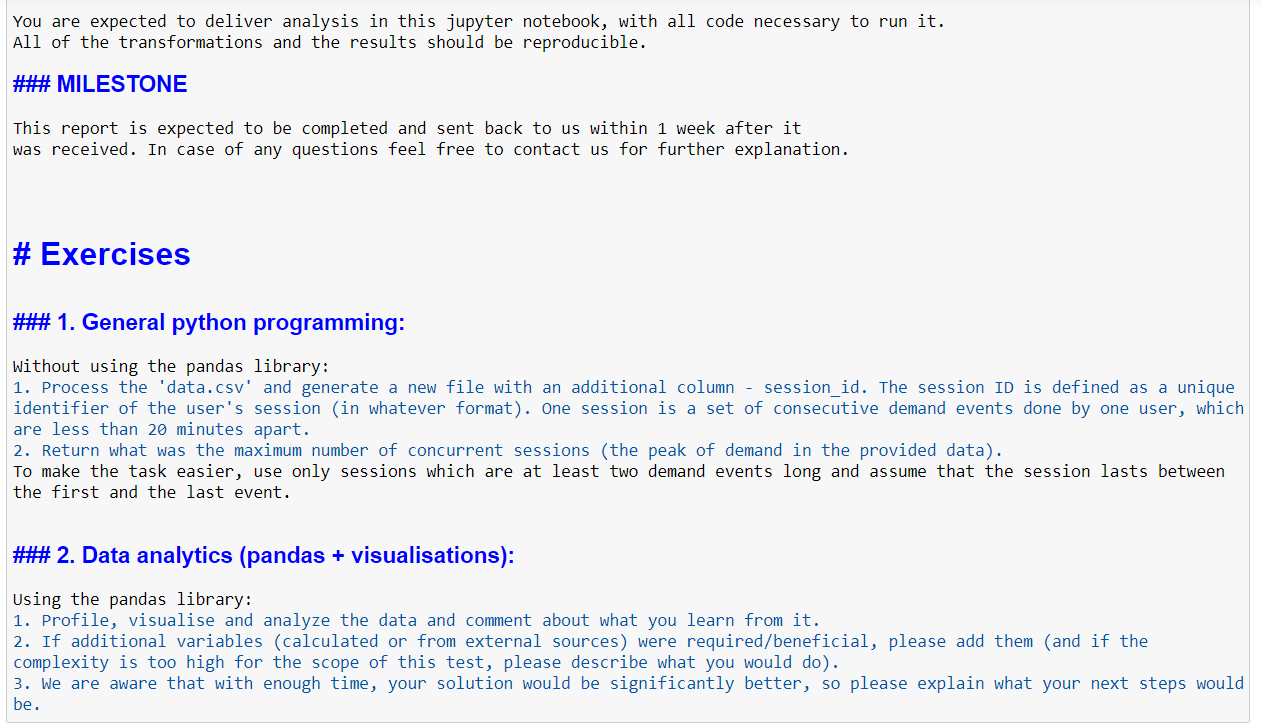 You are expected to deliver analysis in this jupyter notebook, with all code necessary to run it.
All of the transformations and the results should be reproducible.
### MILESTONE
This report is expected to be completed and sent back to us within 1 week after it
was received. In case of any questions feel free to contact us for further explanation.
# Exercises
### 1. General python programming:
Without using the pandas library:
1. Process the 'data.csv' and generate a new file with an additional column - session_id. The session ID is defined as a unique
identifier of the user's session (in whatever format). One session is a set of consecutive demand events done by one user, which
are less than 20 minutes apart.
2. Return what was the maximum number of concurrent sessions (the peak of demand in the provided data).
To make the task easier, use only sessions which are at least two demand events long and assume that the session lasts between
the first and the last event.
### 2. Data analytics (pandas + visualisations):
Using the pandas library:
1. Profile, visualise and analyze the data and comment about what you learn from it.
2. If additional variables (calculated or from external sources) were required/beneficial, please add them (and if the
complexity is too high for the scope of this test, please describe what you would do).
3. We are aware that with enough time, your solution would be significantly better, so please explain what your next steps would
be.